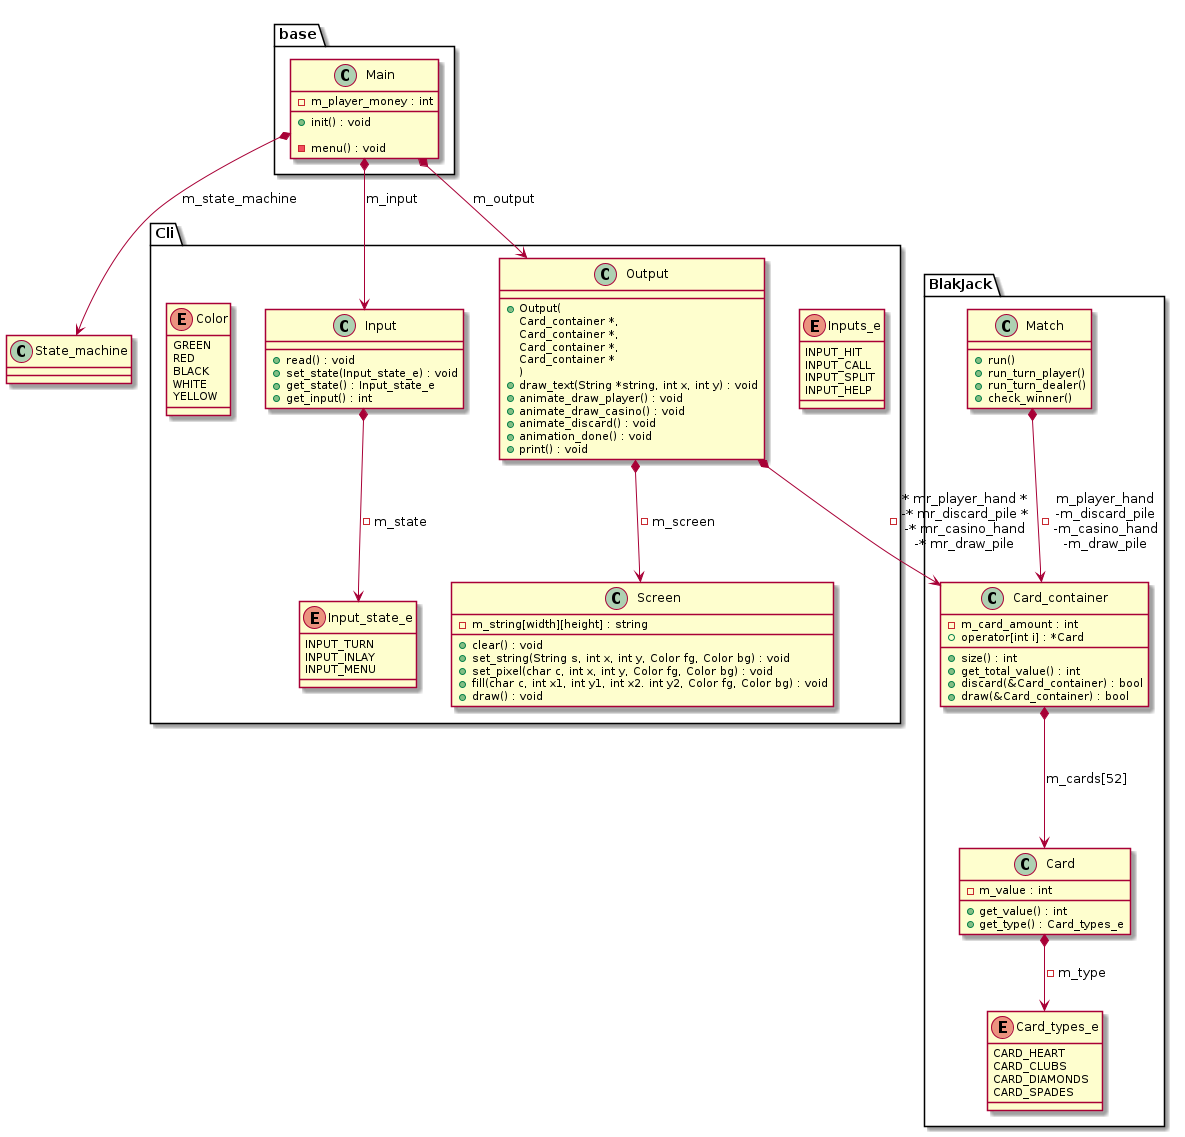 base
C Main
m_player_money : int
init() : void
menu() : void
m_state_machine
m_input
m_output
Cli
BlakJack
C State_machine
E Color
GREEN
RED
BLACK
WHITE
YELLOW
C Input
read() : void
set_state(Input_state_e) : void
get_state() : Input_state_e
get_input() : int
C Output
Output(
Card_container *,
Card_container *,
Card_container *,
Card_container *
)
draw_text(String *string, int x, int y) : void
animate_draw_player() : void
animate_draw_casino() : void
animate_discard() : void
animation_done() : void
print() : void
E Inputs_e
INPUT_HIT
INPUT_CALL
INPUT_SPLIT
INPUT_HELP
C Match
run()
run_turn_player()
run_turn_dealer()
check_winner()
m_state
m_screen
* mr_player_hand *
-* mr_discard_pile *
-* mr_casino_hand
-* mr_draw_pile
m_player_hand
-m_discard_pile
-m_casino_hand
-m_draw_pile
E Input_state_e
INPUT_TURN
INPUT_INLAY
INPUT_MENU
C Screen
m_string[width][height] : string
clear() : void
set_string(String s, int x, int y, Color fg, Color bg) : void
set_pixel(char c, int x, int y, Color fg, Color bg) : void
fill(char c, int x1, int y1, int x2. int y2, Color fg, Color bg) : void
draw() : void
C Card_container
m_card_amount : int
operator[int i] : *Card
size() : int
get_total_value() : int
discard(&Card_container) : bool
draw(&Card_container) : bool
m_cards[52]
C Card
m_value : int
get_value() : int
get_type() : Card_types_e
m_type
E Card_types_e
CARD_HEART
CARD_CLUBS
CARD_DIAMONDS
CARD_SPADES